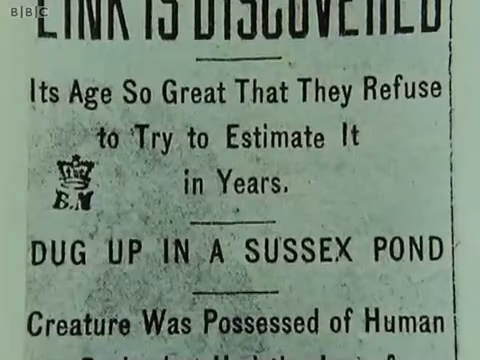 BBC
LINK IS DISCOVERED
Its Age So Great That They Refuse
to Try to Estimate It
in Years.
B.M
DUG UP IN A SUSSEX POND
Creature Was Possessed of Human